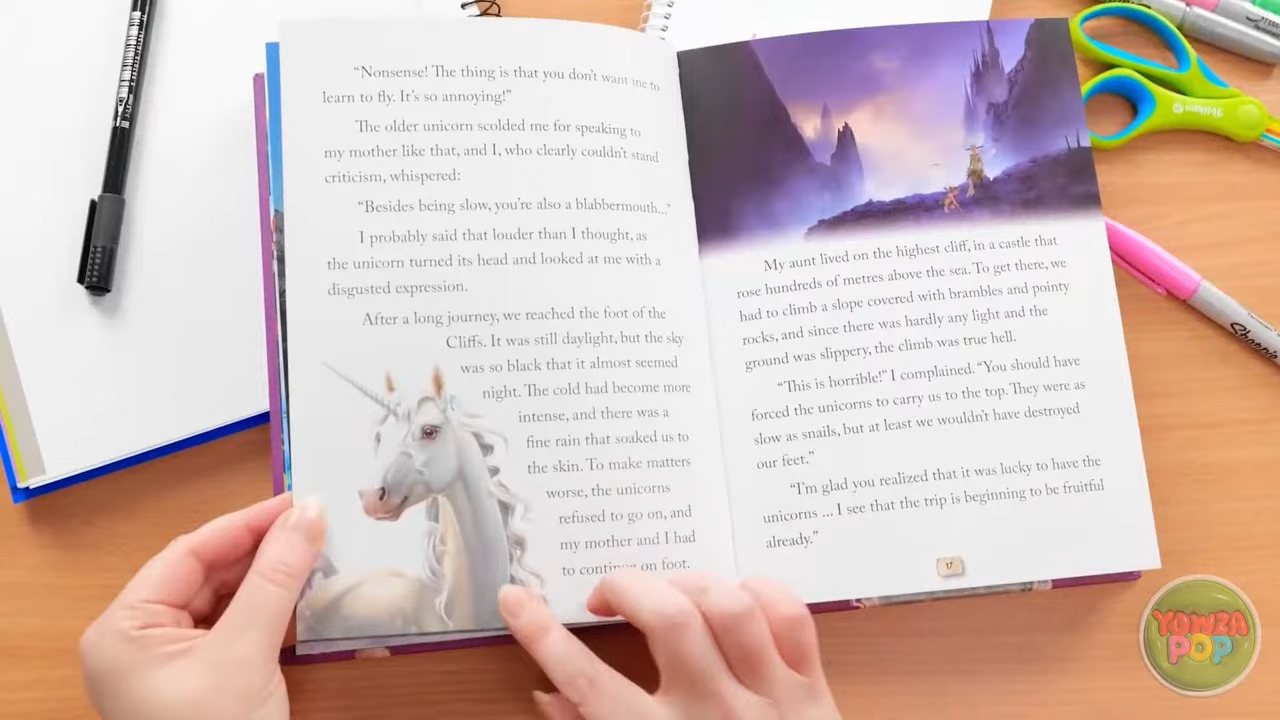 “Nonsense! The thing is that you don’t want me to
learn to fly. It’s so annoying!”
The older unicorn scolded me for speaking to
my mother like that, and I, who clearly couldn’t stand
criticism, whispered:
“Besides being slow, you’re also a blabbermouth...”
I probably said that louder than I thought, as
the unicorn turned its head and looked at me with a
disgusted expression.
After a long journey, we reached the foot of the
Cliffs. It was still daylight, but the sky
was so black that it almost seemed
night. The cold had become more
intense, and there was a
fine rain that soaked us to
the skin. To make matters
worse, the unicorns
refused to go on, and
my mother and I had
to continue on foot.
My aunt lived on the highest cliff, in a castle that
rose hundreds of metres above the sea. To get there, we
had to climb a slope covered with brambles and pointy
rocks, and since there was hardly any light and the
ground was slippery, the climb was true hell.
“This is horrible!” I complained. “You should have
forced the unicorns to carry us to the top. They were as
slow as snails, but at least we wouldn’t have destroyed
our feet.”
“I’m glad you realized that it was lucky to have the
unicorns ... I see that the trip is beginning to be fruitful
already.”
17
Sharpie
YOWZA
POP